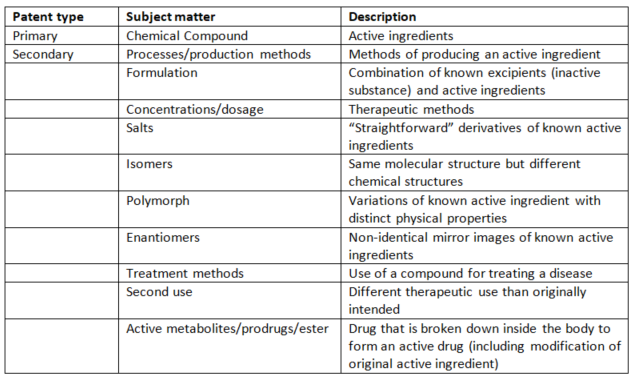 Patent type Subject matter Description
Primary Chemical Compound Active ingredients
Secondary Processes/production methods Methods of producing an active ingredient
Formulation Combination of known excipients (inactive
substance) and active ingredients
Concentrations/dosage Therapeutic methods
Salts “Straightforward” derivatives of known active
ingredients
Isomers Same molecular structure but different
chemical structures
Polymorph Variations of known active ingredient with
distinct physical properties
Enantiomers Non-identical mirror images of known active
ingredients
Treatment methods Use of a compound for treating a disease
Second use Different therapeutic use than originally
intended
Active metabolites/prodrugs/ester Drug that is broken down inside the body to
form an active drug (including modification of
original active ingredient)